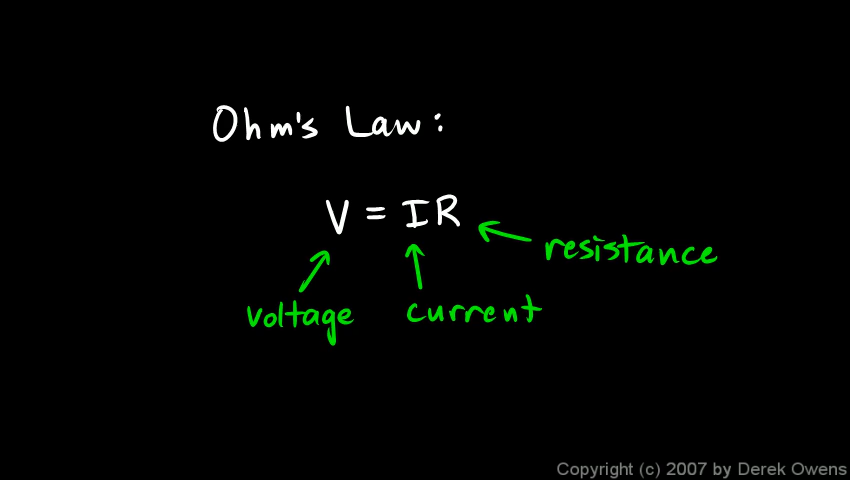 Ohm's Law:
V = IR
resistance
voltage current
Copyright (c) 2007 by Derek Owens